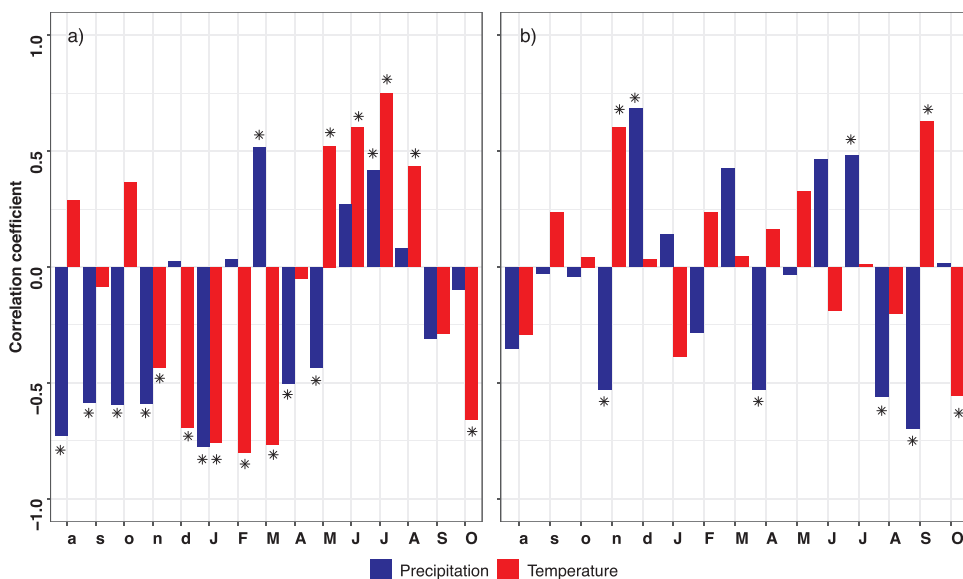 a)
b)
Correlation coefficient
1.0
0.5
0.0
−0.5
−1.0
a s o n d J F M A M J J A S O
a s o n d J F M A M J J A S O
Precipitation Temperature